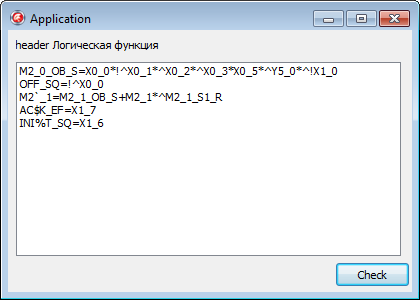 Application
header Логическая функция
M2_0_OB_S=X0_0*!^X0_1*^X0_2*^X0_3*X0_5*^Y5_0*^!X1_0
OFF_SQ=!^X0_0
M2`_1=M2_1_OB_S+M2_1*^M2_1_S1_R
AC$K_EF=X1_7
INI%T_SQ=X1_6
Check